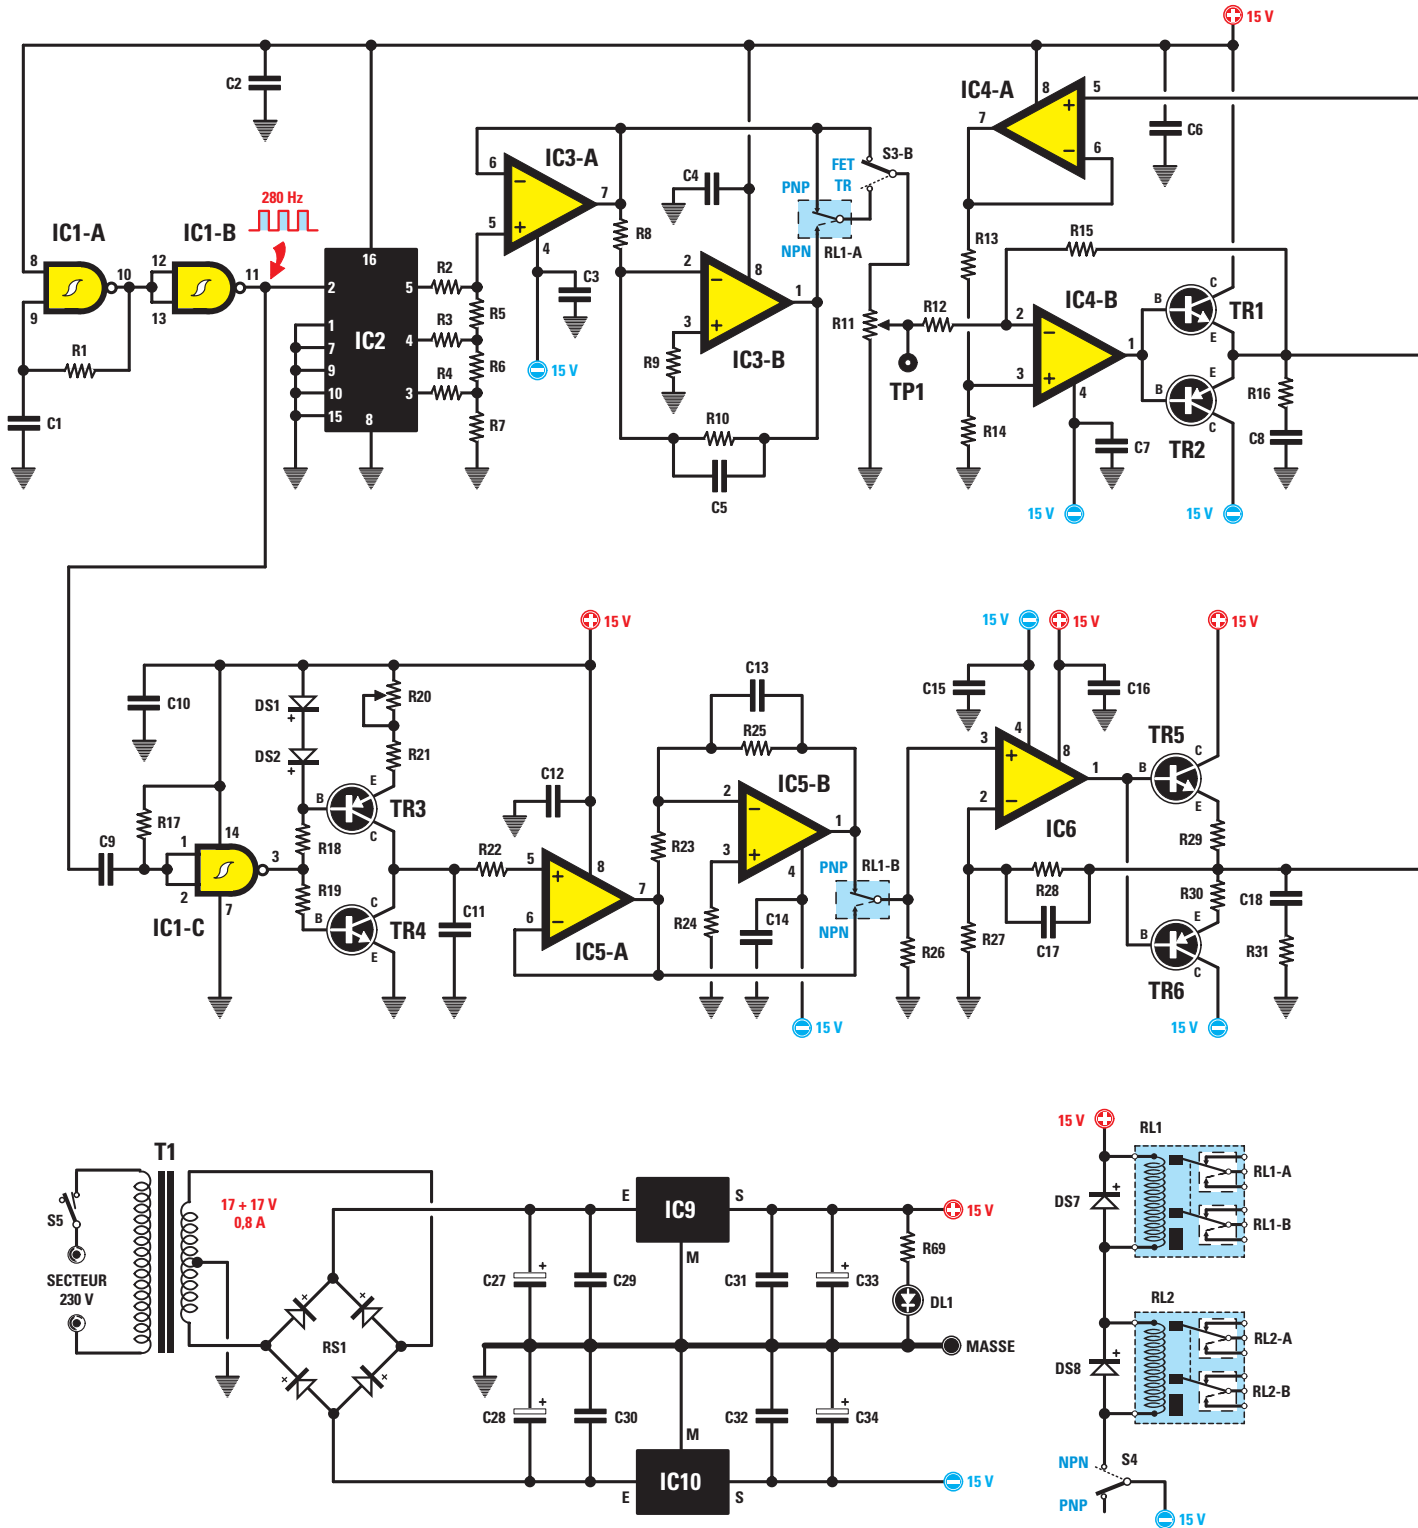 15 V
C2
IC4-A
8
5
7
6
C6
280 Hz
IC1-A
IC1-B
8
9
10
12
13
11
R1
C1
16
2
1
7
9
10
15
IC2
5
4
3
8
R2
R3
R4
R5
R6
R7
6
5
IC3-A
7
4
C3
15 V
R8
C4
2
3
8
1
IC3-B
R9
R10
C5
FET
TR
S3-B
PNP
NPN
RL1-A
R11
R12
TP1
R13
R14
R15
IC4-B
2
3
1
4
C7
15 V
B
C
E
TR1
B
E
C
TR2
15 V
R16
C8
15 V
C10
DS1
+
DS2
+
R20
R21
B
E
C
TR3
R17
C9
1
2
14
7
3
IC1-C
R18
R19
B
C
E
TR4
C11
R22
C12
5
6
8
7
IC5-A
C13
R25
R23
2
3
1
4
IC5-B
R24
C14
15 V
PNP
NPN
RL1-B
R26
15 V
15 V
C15
C16
3
2
4
8
1
IC6
R27
R28
C17
15 V
TR5
B
C
E
R29
R30
B
E
C
TR6
15 V
C18
R31
T1
S5
SECTEUR
230 V
17 + 17 V
0,8 A
RS1
E
IC9
S
M
15 V
C27
+
C29
C31
+
C33
R69
DL1
MASSE
C28
+
C30
C32
+
C34
M
E
IC10
S
15 V
15 V
RL1
DS7
+
RL1-A
RL1-B
RL2
DS8
+
RL2-A
RL2-B
NPN
PNP
S4
15 V